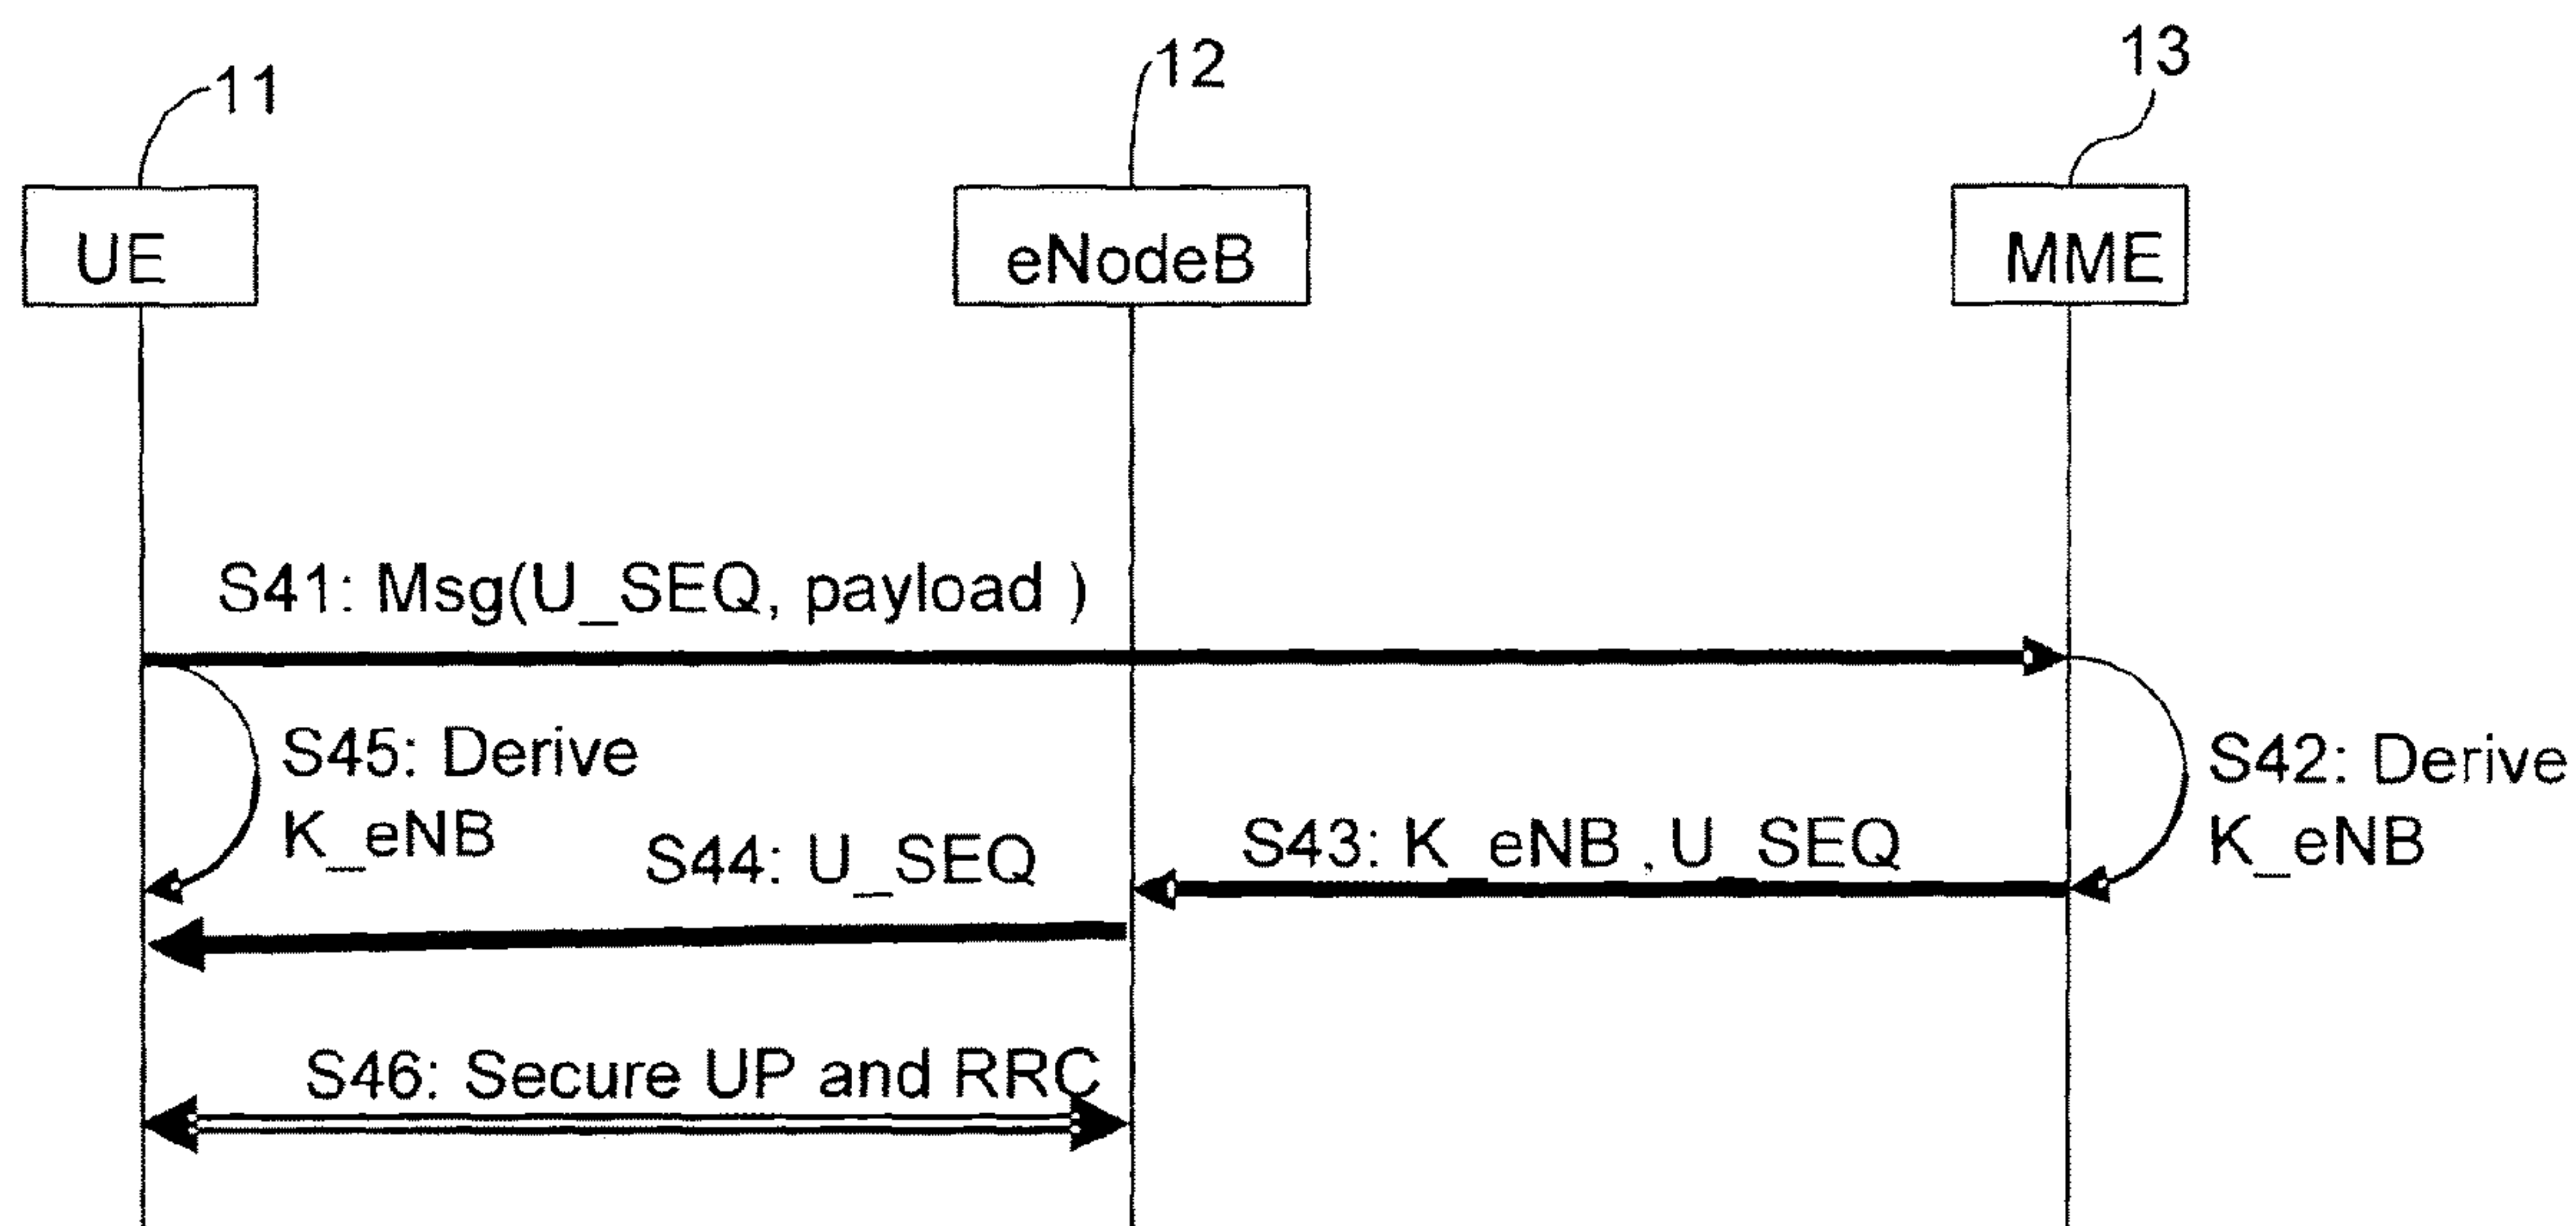 11
12
13
UE
eNodeB
MME
S41: Msg(U_SEQ, payload )
S45: Derive
K_eNB
S42: Derive
K_eNB
S43: K_eNB , U_SEQ
S44: U_SEQ
S46: Secure UP and RRC